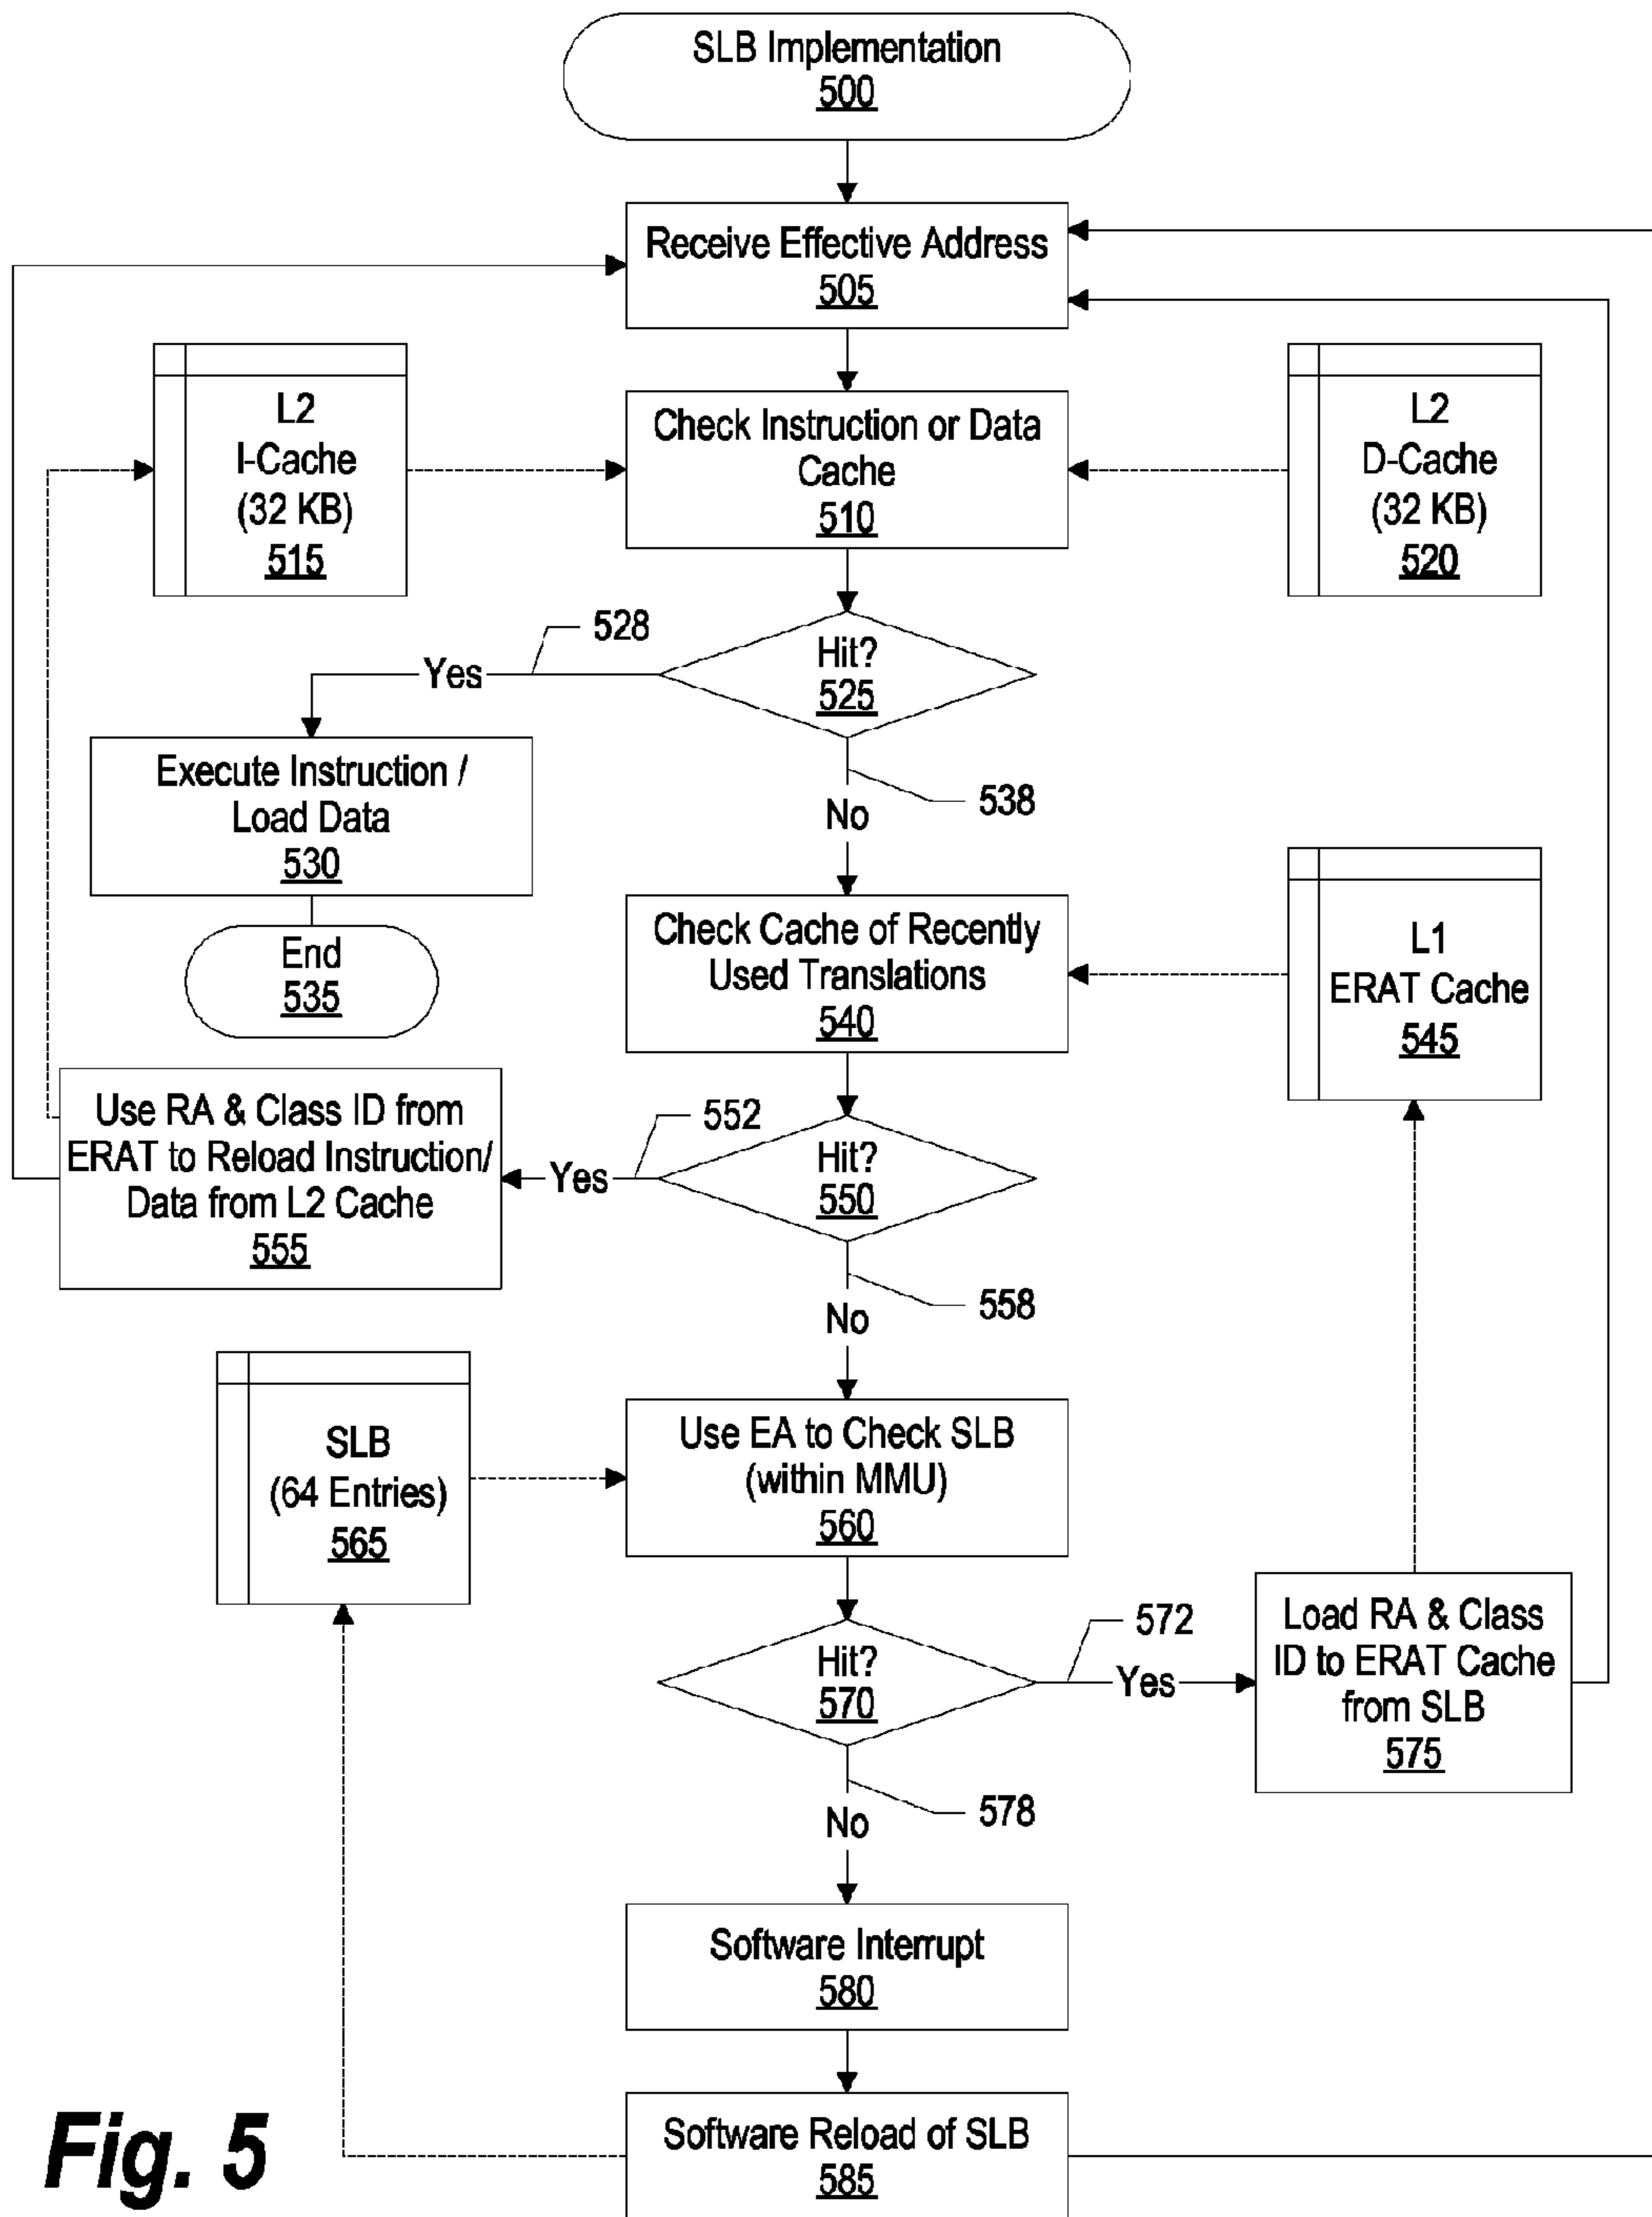 SLB Implementation
500
Receive Effective Address
505
L2
I-Cache
(32 KB)
515
Check Instruction or Data
Cache
510
L2
D-Cache
(32 KB)
520
528
Yes
Hit?
525
Execute Instruction /
Load Data
530
538
No
End
535
Check Cache of Recently
Used Translations
540
L1
ERAT Cache
545
Use RA & Class ID from
ERAT to Reload Instruction/
Data from L2 Cache
555
552
Yes
Hit?
550
558
No
SLB
(64 Entries)
565
Use EA to Check SLB
(within MMU)
560
Hit?
570
572
Yes
Load RA & Class
ID to ERAT Cache
from SLB
575
578
No
Software Interrupt
580
Software Reload of SLB
585
Fig. 5